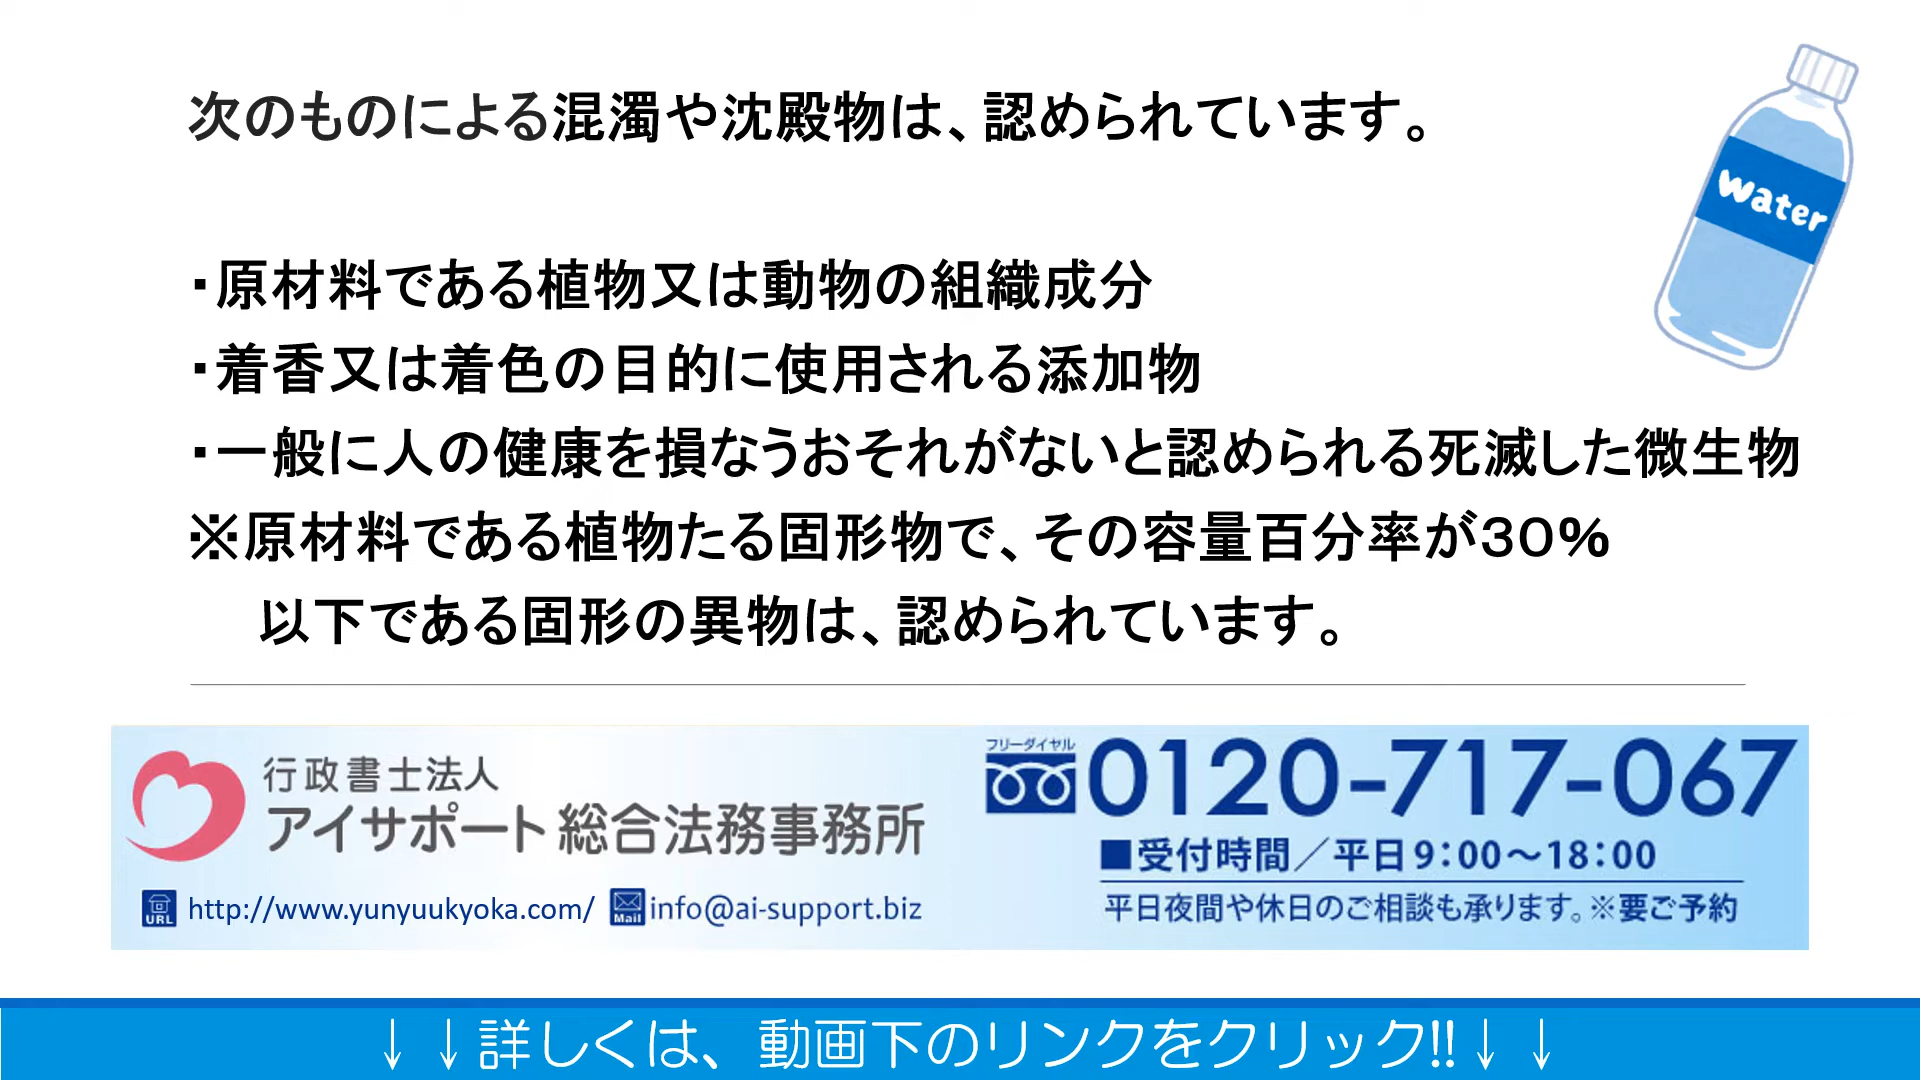 次のものによる混濁や沈殿物は、認められています。
Water
・原材料である植物又は動物の組織成分
・着香又は着色の目的に使用される添加物
・一般に人の健康を損なうおそれがないと認められる死滅した微生物
※原材料である植物たる固形物で、その容量百分率が30%
以下である固形の異物は、認められています。
行政書士法人
アイサポート総合法務事務所
URL http://www.yunyuukyoka.com/ Mail info@ai-support.biz
フリーダイヤル
0120-717-067
■受付時間／平日9:00～18:00
平日夜間や休日のご相談も承ります。※要ご予約
↓↓詳しくは、動画下のリンクをクリック!!↓↓